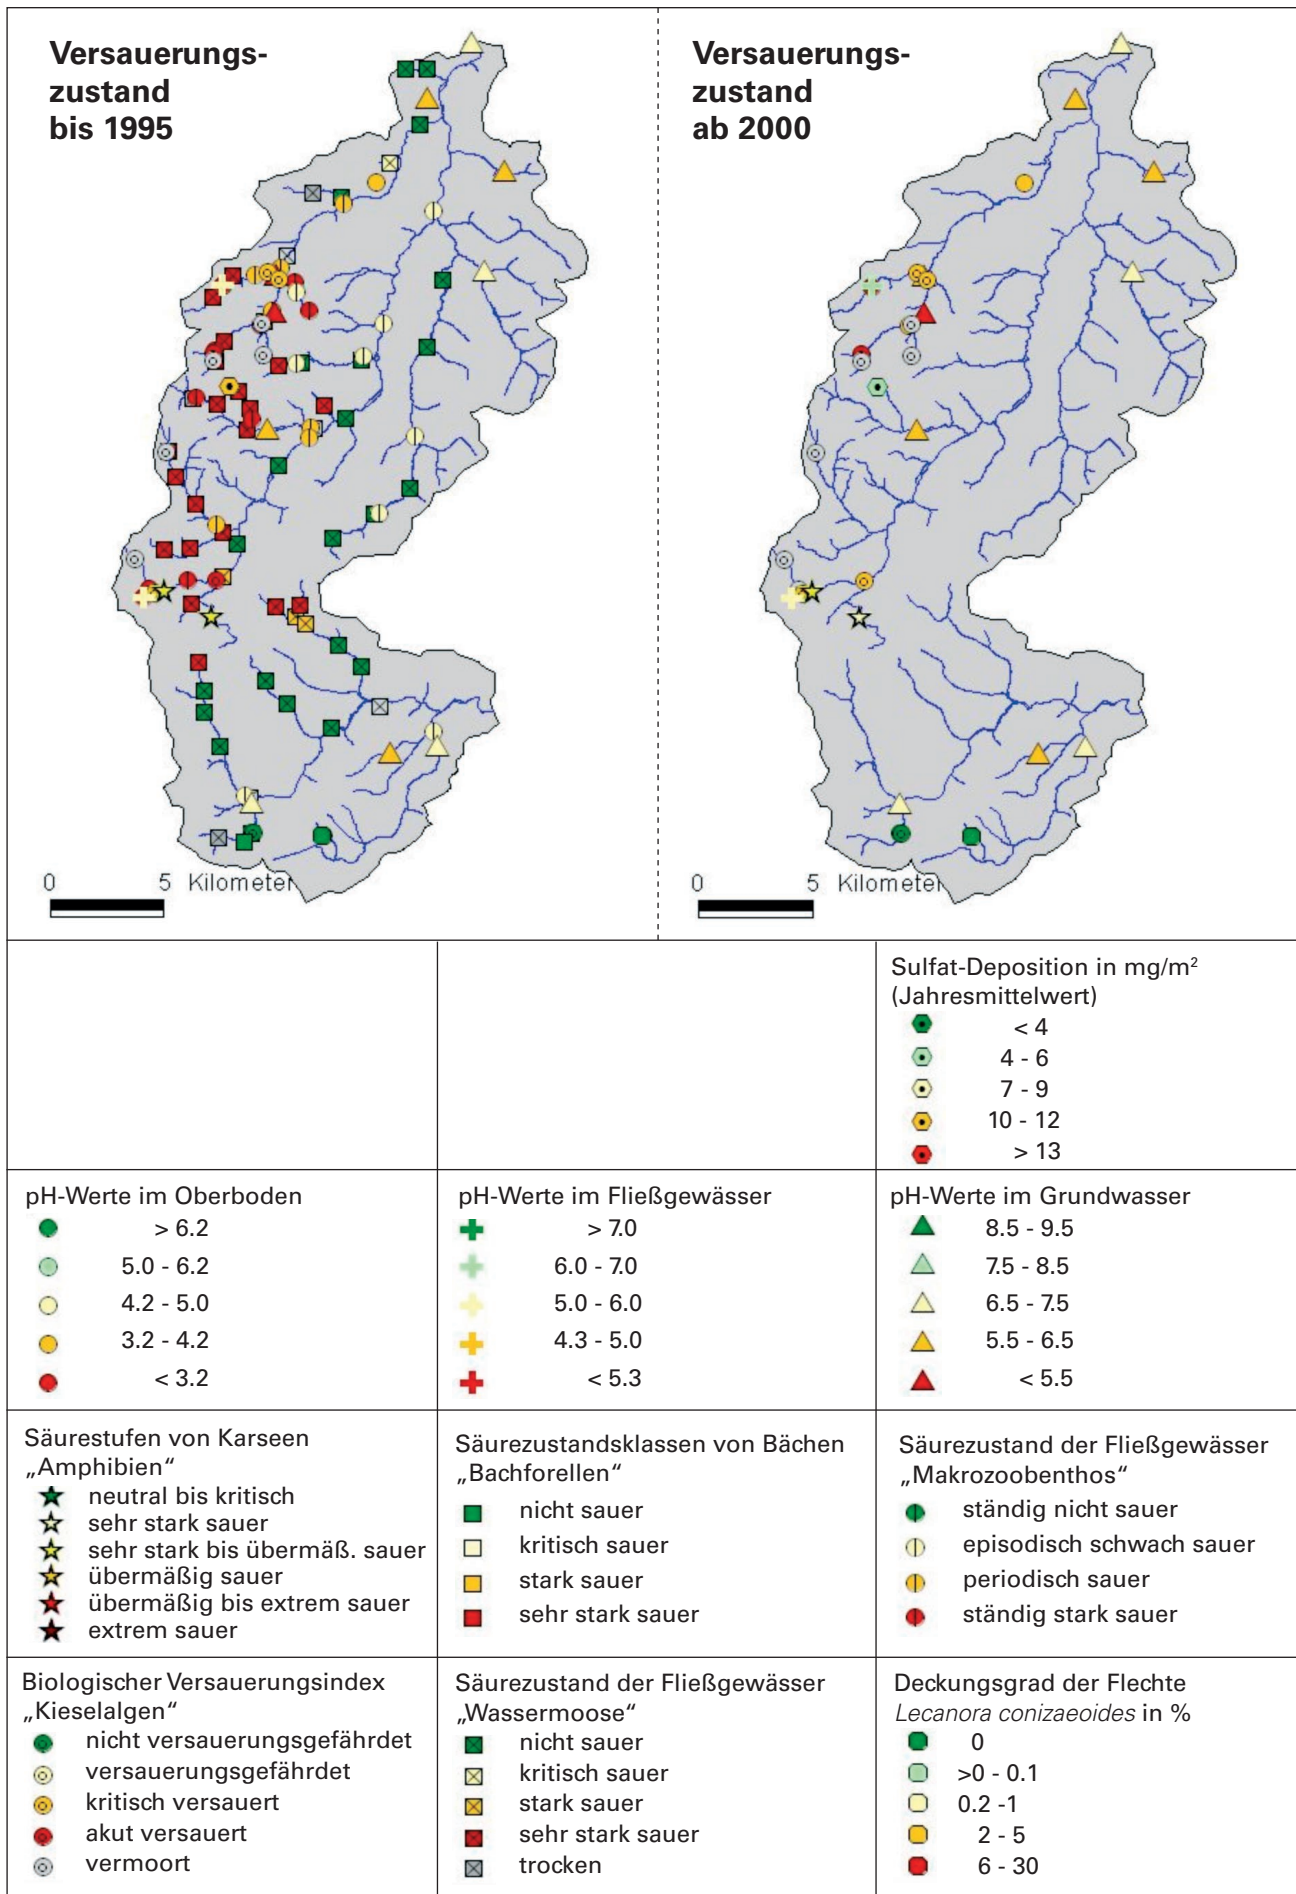 Versauerungs-
zustand
bis 1995
Versauerungs-
zustand
ab 2000
0 5 Kilometer
0 5 Kilometer
Sulfat-Deposition in mg/m²
(Jahresmittelwert)
< 4
4 - 6
7 - 9
10 - 12
> 13
pH-Werte im Oberboden
> 6.2
5.0 - 6.2
4.2 - 5.0
3.2 - 4.2
< 3.2
pH-Werte im Fließgewässer
> 7.0
6.0 - 7.0
5.0 - 6.0
4.3 - 5.0
< 5.3
pH-Werte im Grundwasser
8.5 - 9.5
7.5 - 8.5
6.5 - 7.5
5.5 - 6.5
< 5.5
Säurestufen von Karseen
„Amphibien“
neutral bis kritisch
sehr stark sauer
sehr stark bis übermäß. sauer
übermäßig sauer
übermäßig bis extrem sauer
extrem sauer
Säurezustandsklassen von Bächen
„Bachforellen“
nicht sauer
kritisch sauer
stark sauer
sehr stark sauer
Säurezustand der Fließgewässer
„Makrozoobenthos“
ständig nicht sauer
episodisch schwach sauer
periodisch sauer
ständig stark sauer
Biologischer Versauerungsindex
„Kieselalgen“
nicht versauerungsgefährdet
versauerungsgefährdet
kritisch versauert
akut versauert
vermoort
Säurezustand der Fließgewässer
„Wassermoose“
nicht sauer
kritisch sauer
stark sauer
sehr stark sauer
trocken
Deckungsgrad der Flechte
Lecanora conizaeoides in %
0
>0 - 0.1
0.2 -1
2 - 5
6 - 30